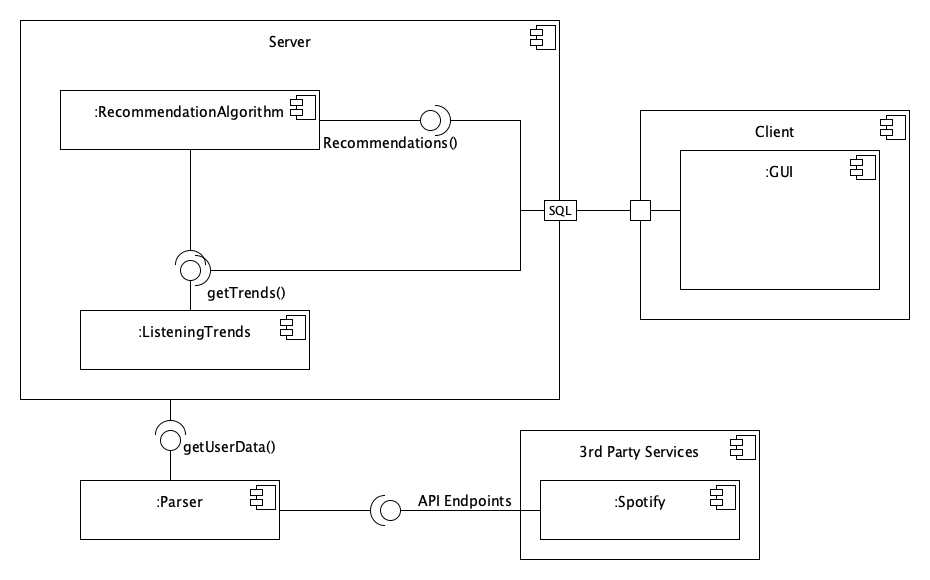 Server
:RecommendationAlgorithm
Recommendations()
Client
:GUI
SQL
getTrends()
:ListeningTrends
getUserData()
3rd Party Services
:Parser
API Endpoints
:Spotify